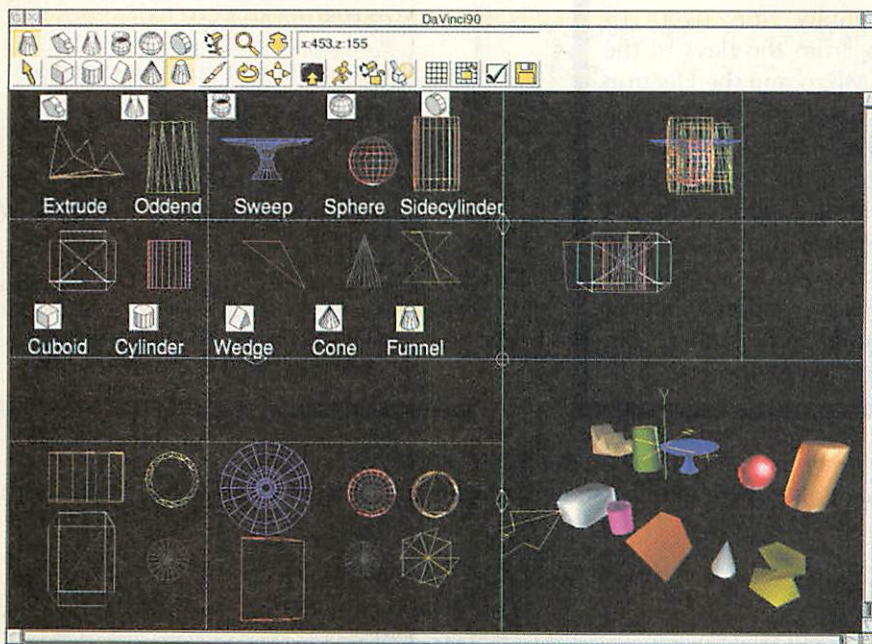 DaVinci90
x:453.z:155
Extrude Oddend Sweep Sphere Sidecylinder
Cuboid Cylinder Wedge Cone Funnel
Y